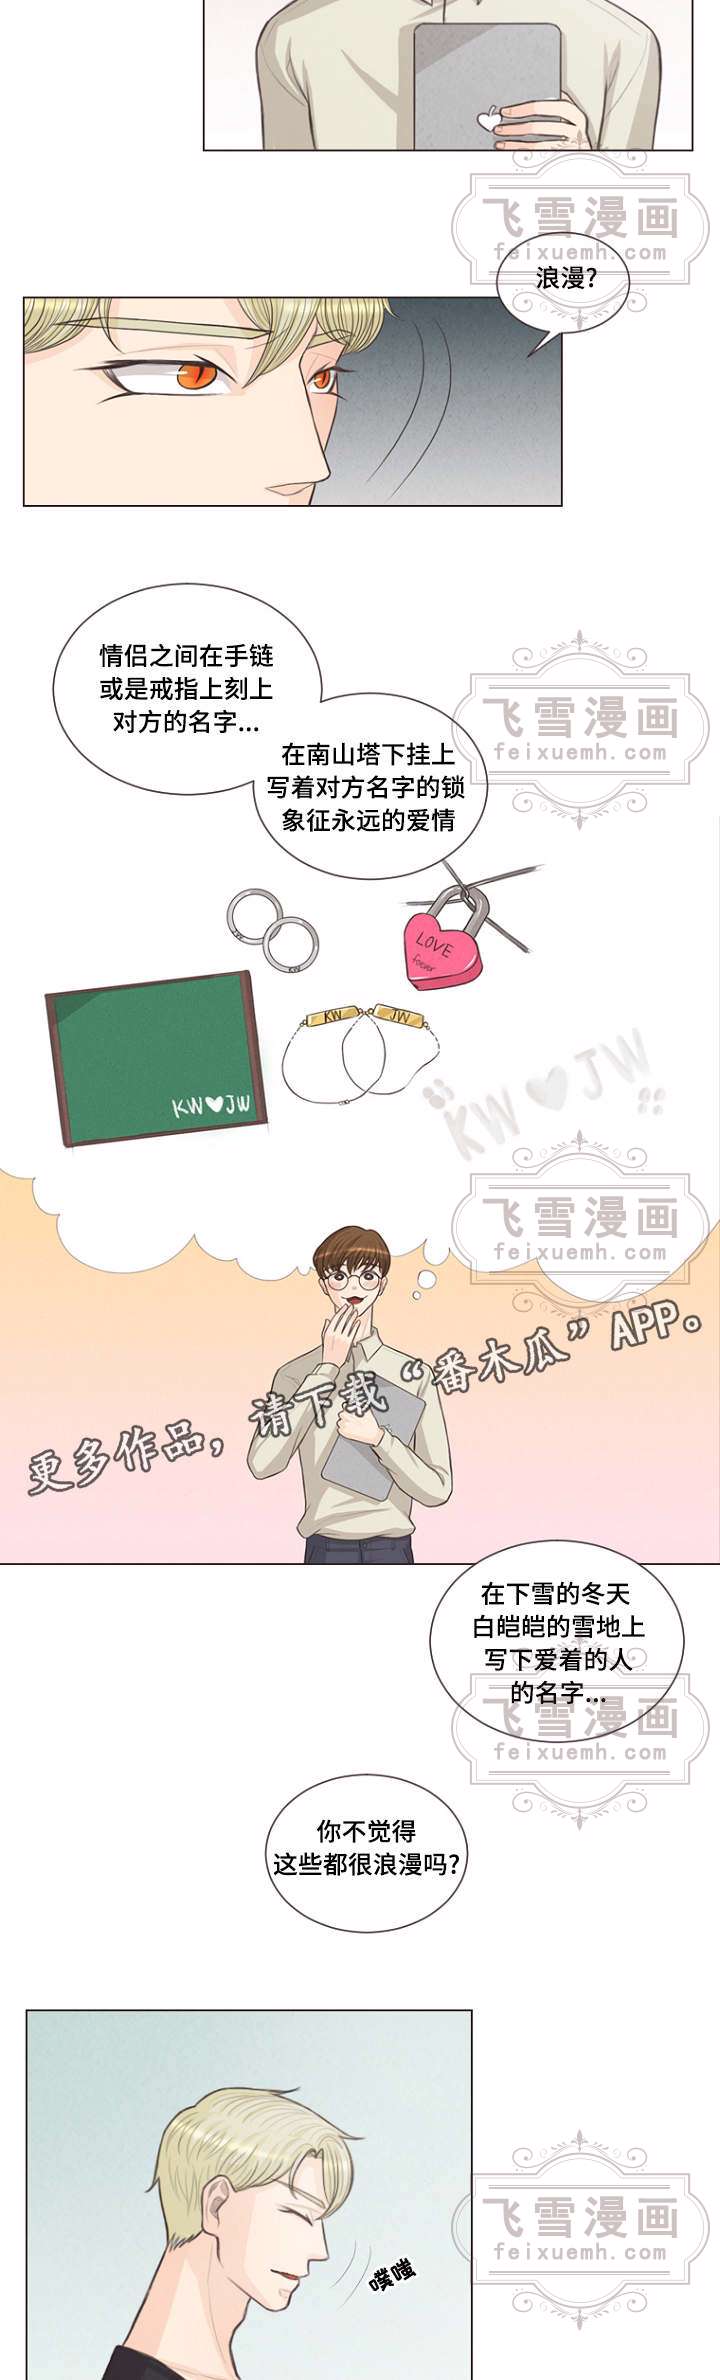 飞雪漫画
feixuemh.com
浪漫?
情侣之间在手链
或是戒指上刻上
对方的名字...
飞雪漫画
feixuemh.com
在南山塔下挂上
写着对方名字的锁
象征永远的爱情
LOVE
forever
KW
KW
JW
KW♥JW
KW♥JW
飞雪漫画
feixuemh.com
更多作品，请下载“番木瓜”APP。
在下雪的冬天
白皑皑的雪地上
写下爱着的人
的名字...
飞雪漫画
feixuemh.com
你不觉得
这些都很浪漫吗?
飞雪漫画
feixuemh.com
噗嗤